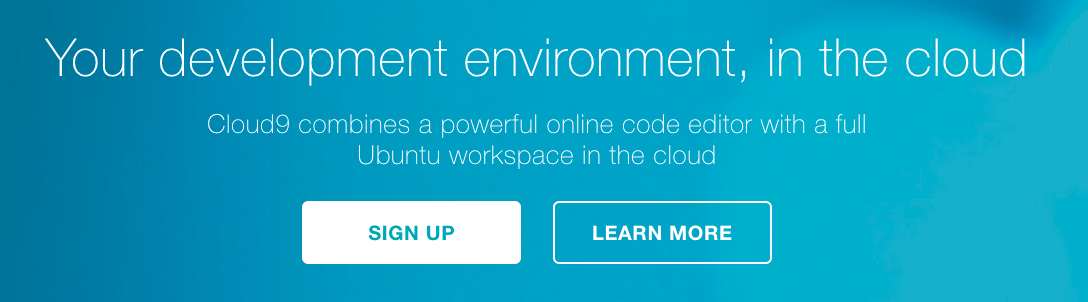 Your development environment, in the cloud
Cloud9 combines a powerful online code editor with a full
Ubuntu workspace in the cloud
SIGN UP
LEARN MORE